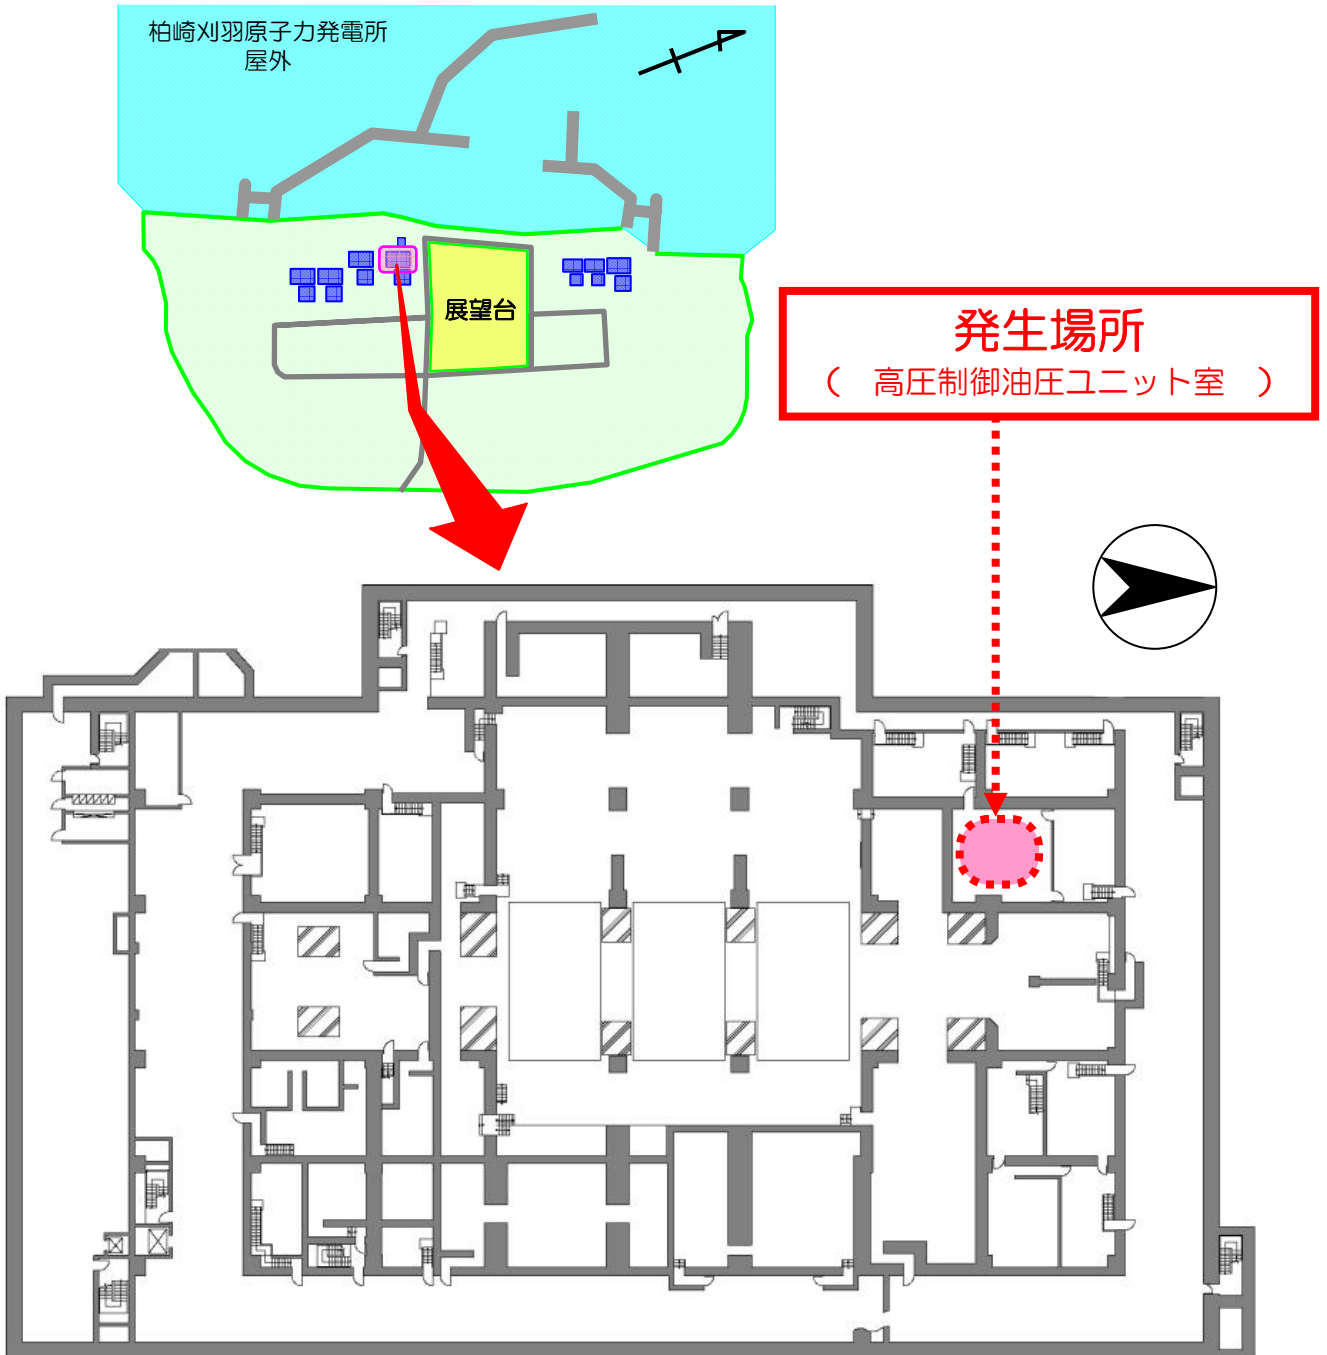 柏崎刈羽原子力発電所
屋外
展望台
発生場所
（　高圧制御油圧ユニット室　）